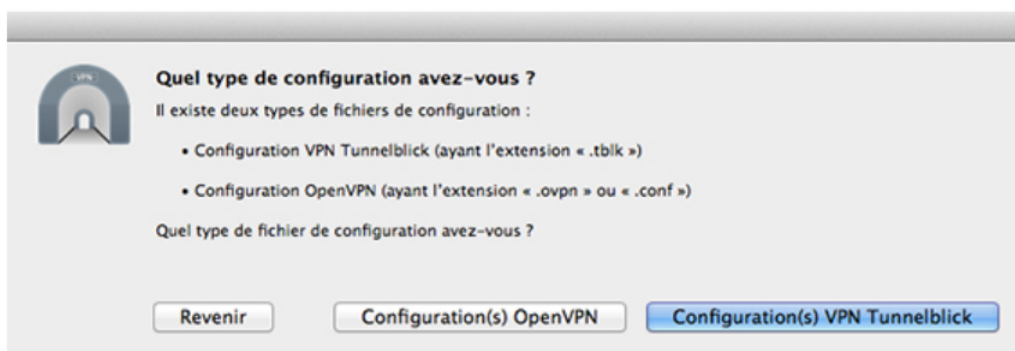 VPN
Quel type de configuration avez-vous ?
Il existe deux types de fichiers de configuration :
• Configuration VPN Tunnelblick (ayant l'extension « .tblk »)
• Configuration OpenVPN (ayant l'extension « .ovpn » ou « .conf »)
Quel type de fichier de configuration avez-vous ?
Revenir
Configuration(s) OpenVPN
Configuration(s) VPN Tunnelblick